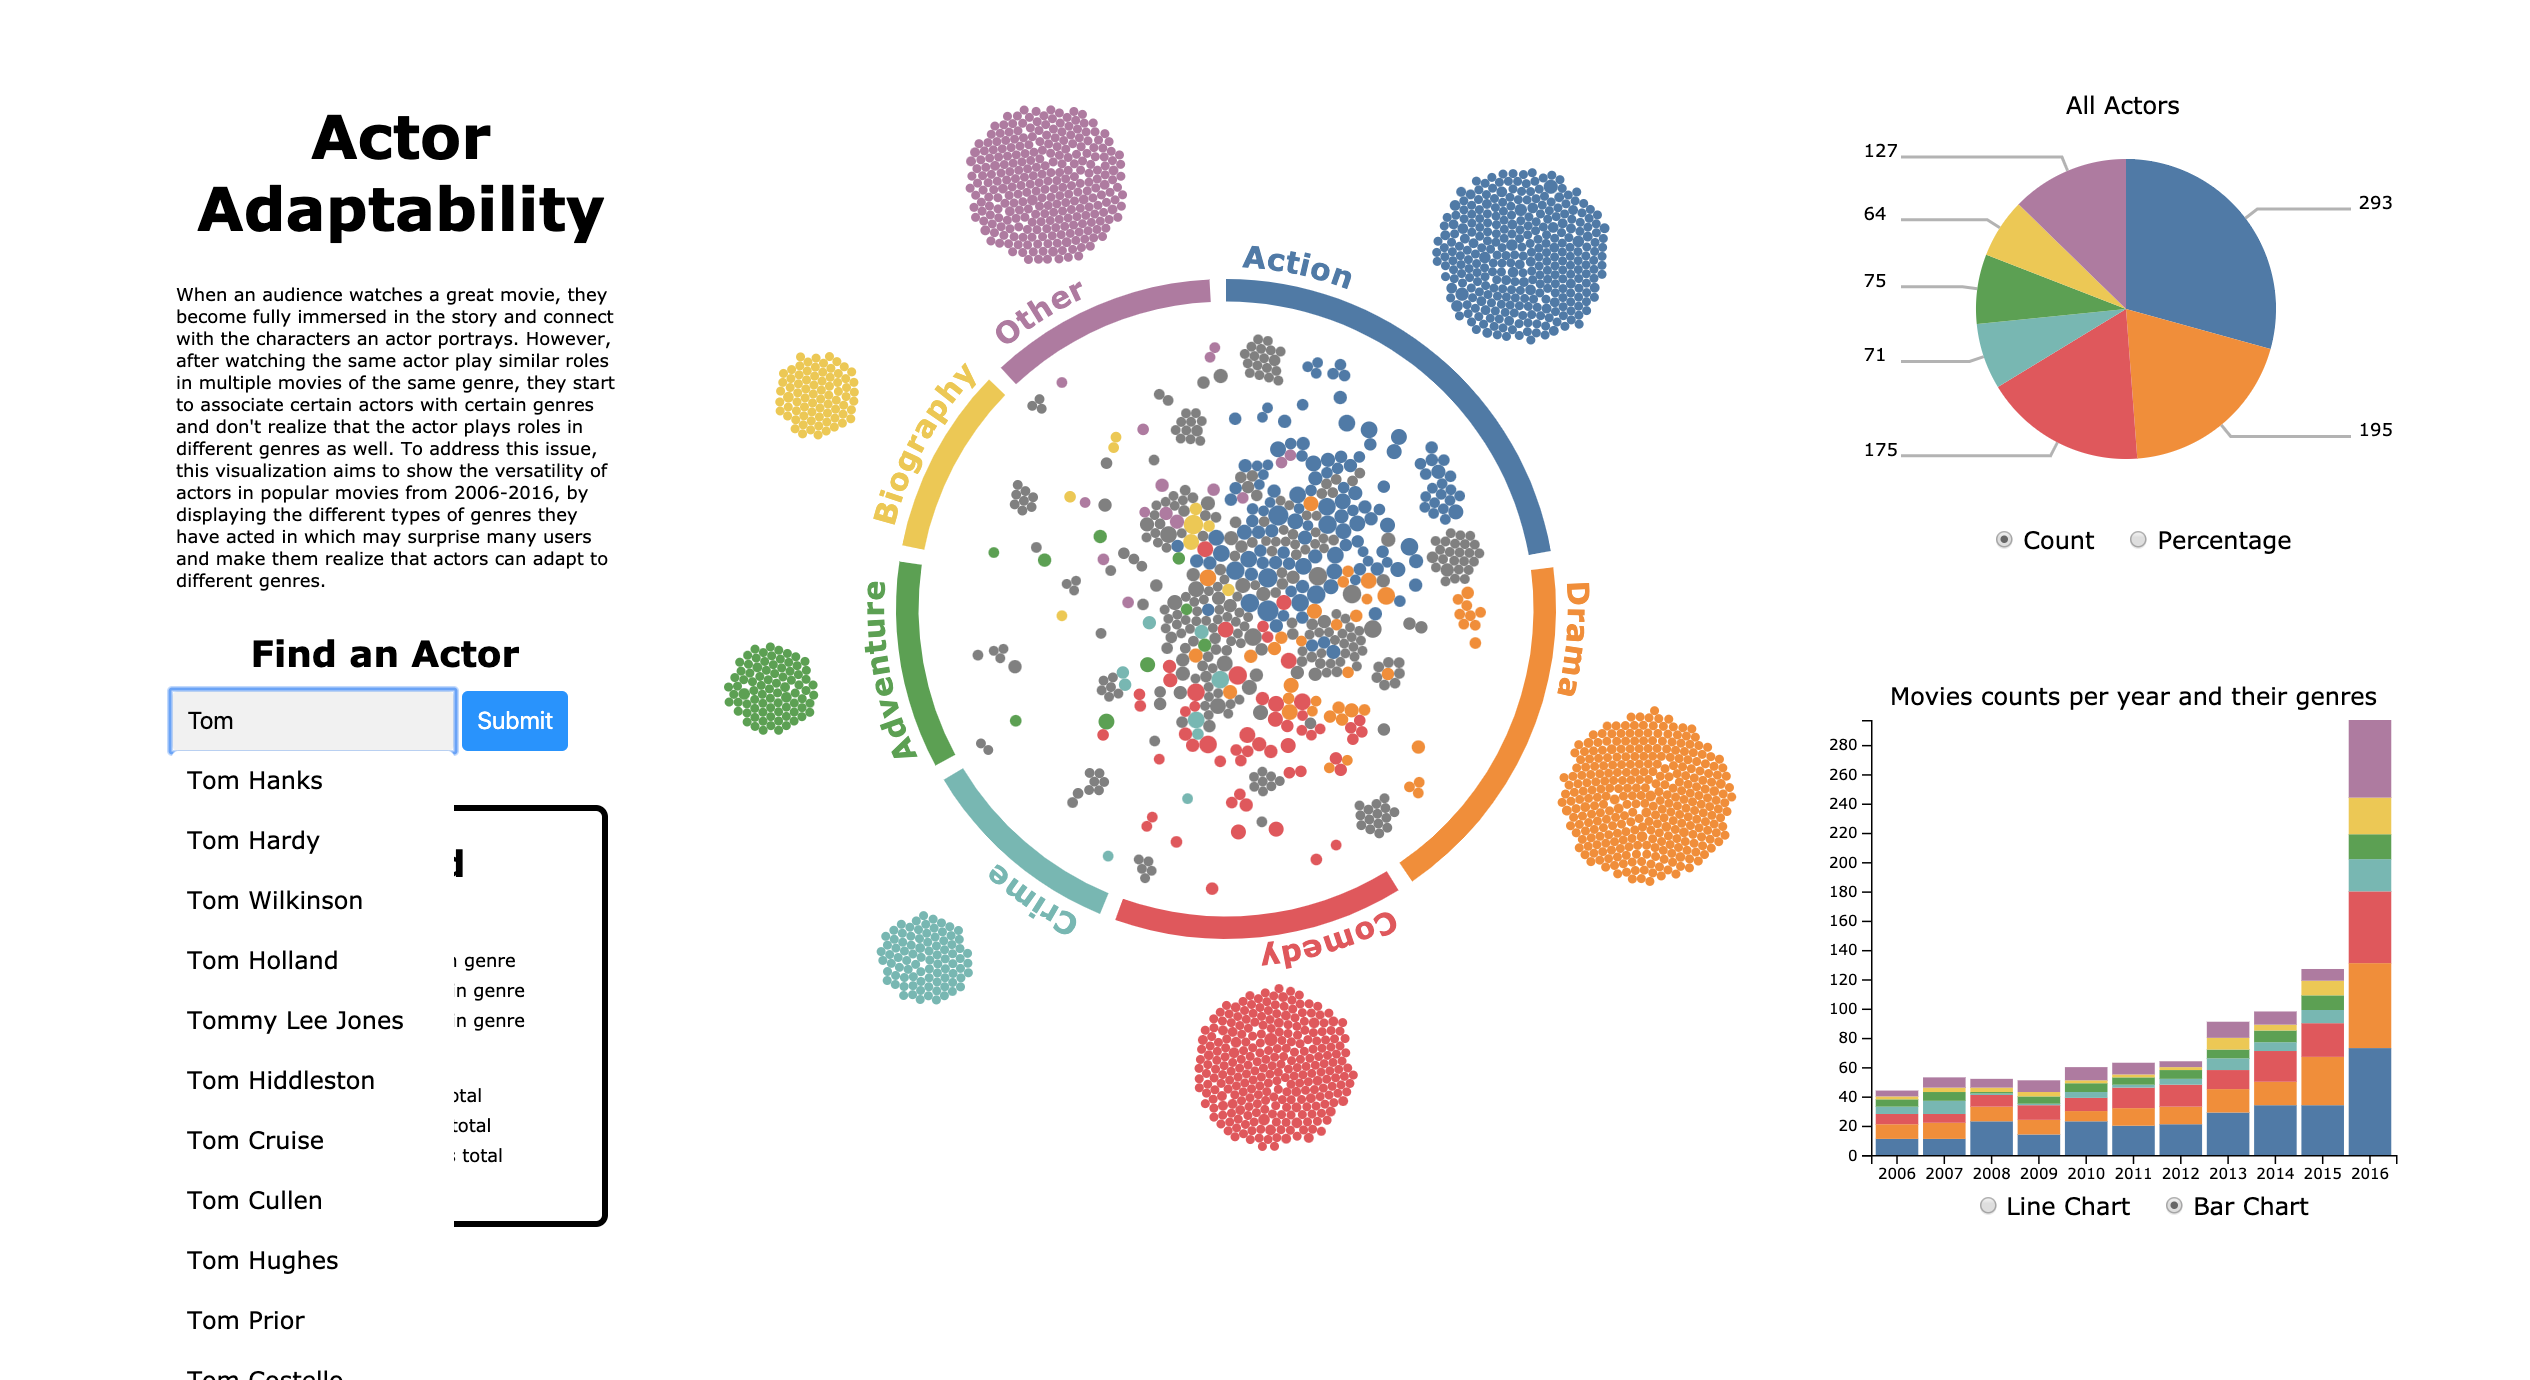 Actor
Adaptability
When an audience watches a great movie, they
become fully immersed in the story and connect
with the characters an actor portrays. However,
after watching the same actor play similar roles
in multiple movies of the same genre, they start
to associate certain actors with certain genres
and don't realize that the actor plays roles in
different genres as well. To address this issue,
this visualization aims to show the versatility of
actors in popular movies from 2006-2016, by
displaying the different types of genres they
have acted in which may surprise many users
and make them realize that actors can adapt to
different genres.
Find an Actor
Tom
Submit
Tom Hanks
Tom Hardy
Tom Wilkinson
Tom Holland
genre
Tommy Lee Jones
in genre
in genre
Tom Hiddleston
Tom Cruise
total
total
Tom Cullen
Tom Hughes
Tom Prior
Tom Costello
Action
Drama
Comedy
Crime
Adventure
Biography
Other
All Actors
127
64
75
71
175
293
195
Count
Percentage
Movies counts per year and their genres
280
260
240
220
200
180
160
140
120
100
80
60
40
20
0
2006 2007 2008 2009 2010 2011 2012 2013 2014 2015 2016
Line Chart
Bar Chart